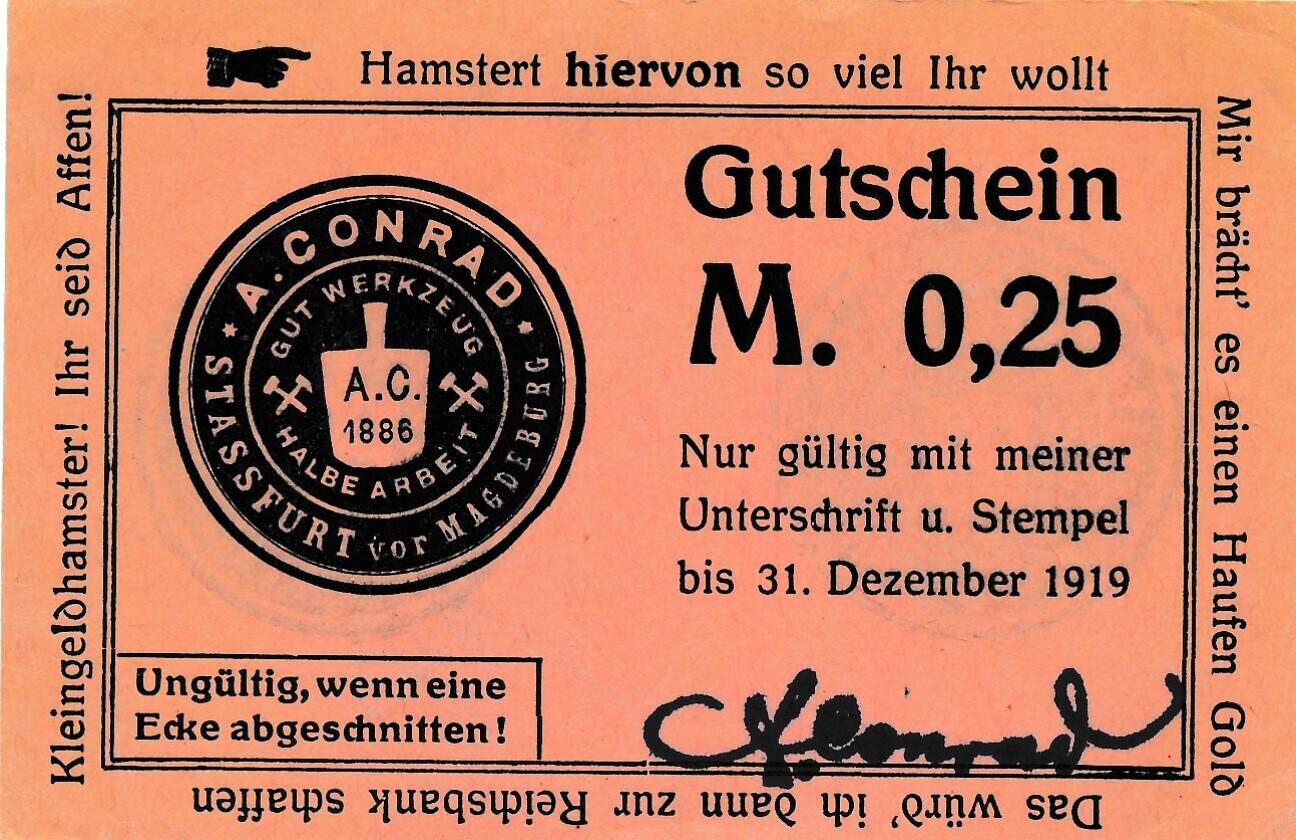 Kleingeldhamster! Ihr seid Affen!
Hamstert hiervon so viel Ihr wollt
Mir brächt' es einen Haufen Gold
Das würd' ich dann zur Reichsbank schaffen
A. CONRAD
STASSFURT vor MAGDEBURG
GUT WERKZEUG
HALBE ARBEIT
A.C.
1886
Gutschein
M. 0,25
Nur gültig mit meiner
Unterschrift u. Stempel
bis 31. Dezember 1919
Ungültig, wenn eine
Ecke abgeschnitten!
A. Conrad